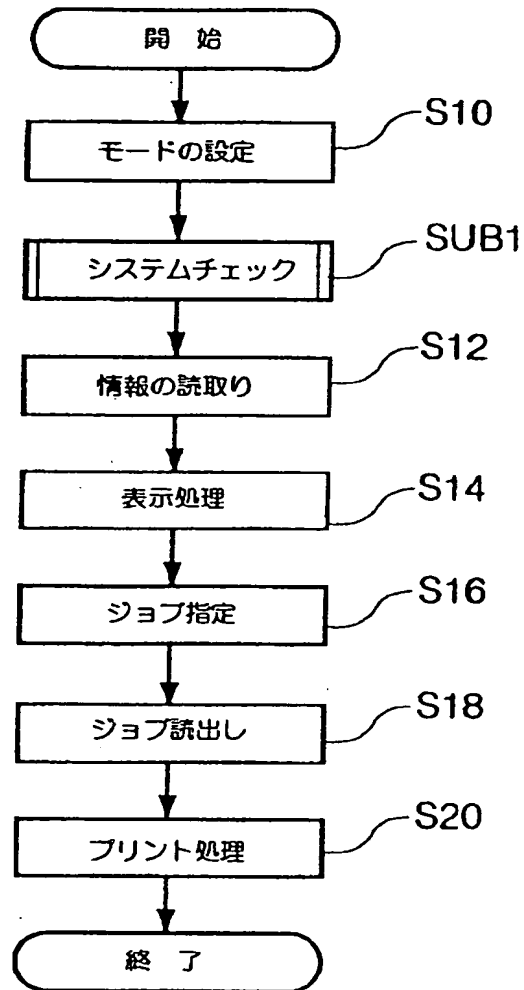 開 始
モードの設定
S10
システムチェック
SUB1
情報の読取り
S12
表示処理
S14
ジョブ指定
S16
ジョブ読出し
S18
プリント処理
S20
終 了